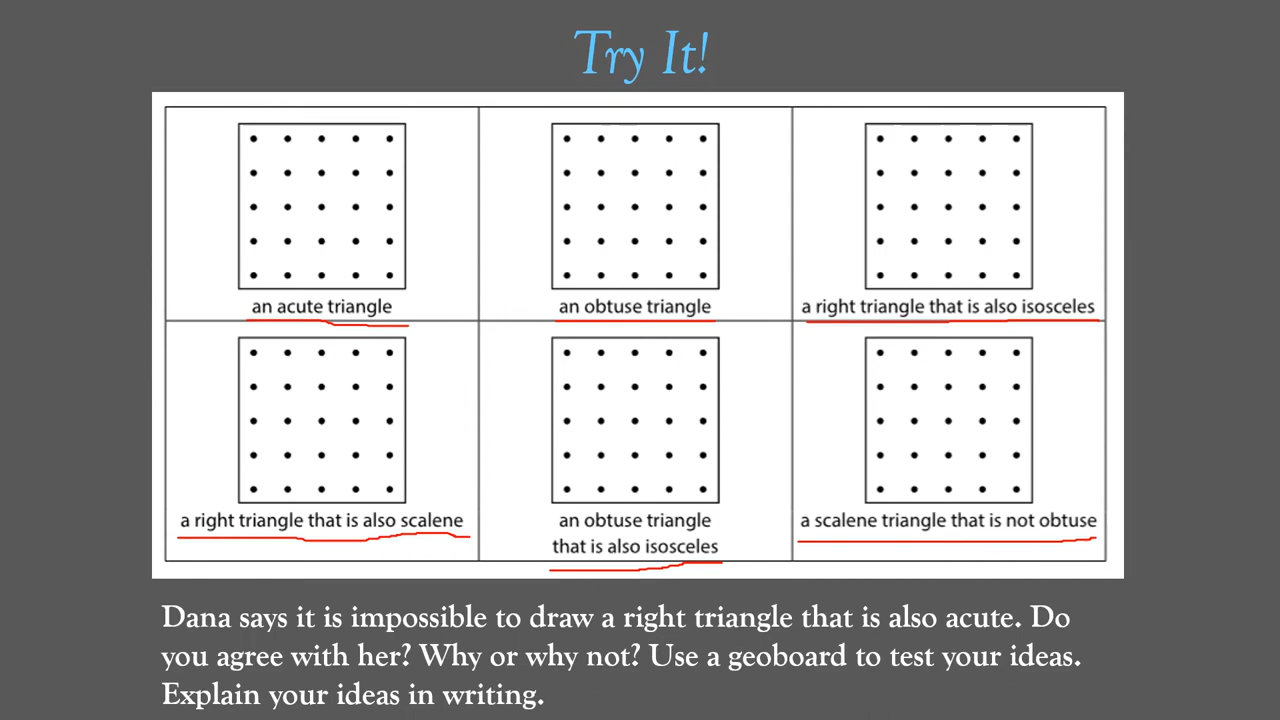 Try It!
an acute triangle
an obtuse triangle
a right triangle that is also isosceles
a right triangle that is also scalene
an obtuse triangle
that is also isosceles
a scalene triangle that is not obtuse
Dana says it is impossible to draw a right triangle that is also acute. Do
you agree with her? Why or why not? Use a geoboard to test your ideas.
Explain your ideas in writing.